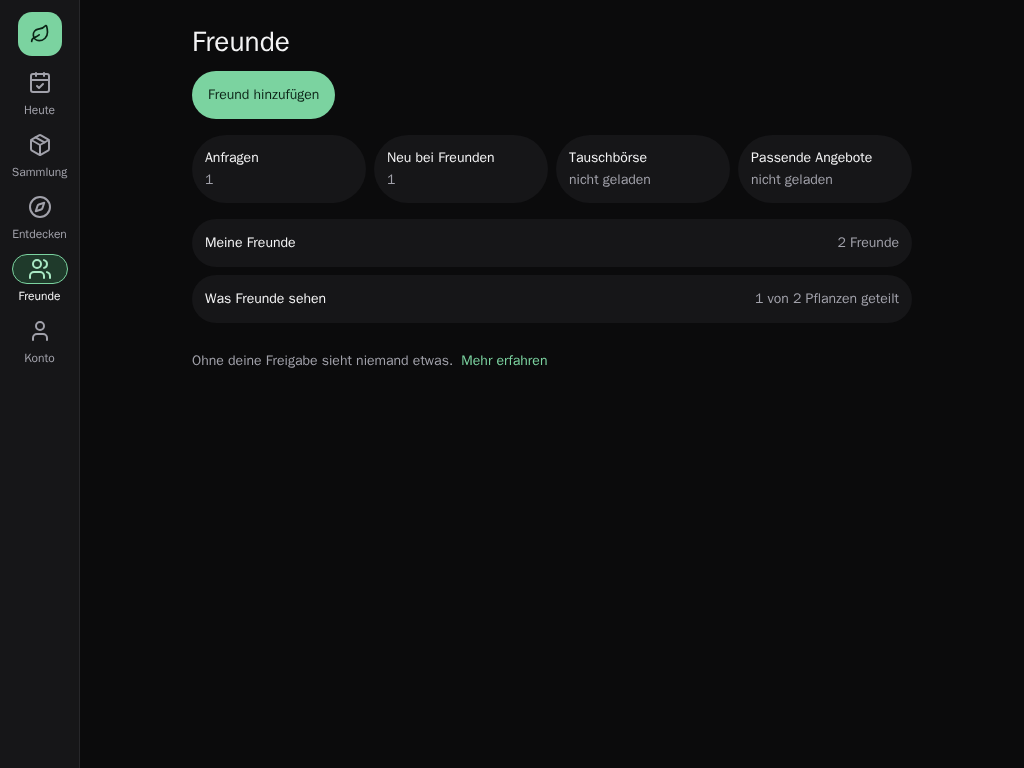 Freunde
Freund hinzufügen
Anfragen
1
Neu bei Freunden
1
Tauschbörse
nicht geladen
Passende Angebote
nicht geladen
Meine Freunde
2 Freunde
Was Freunde sehen
1 von 2 Pflanzen geteilt
Ohne deine Freigabe sieht niemand etwas. Mehr erfahren
Heute
Sammlung
Entdecken
Freunde
Konto